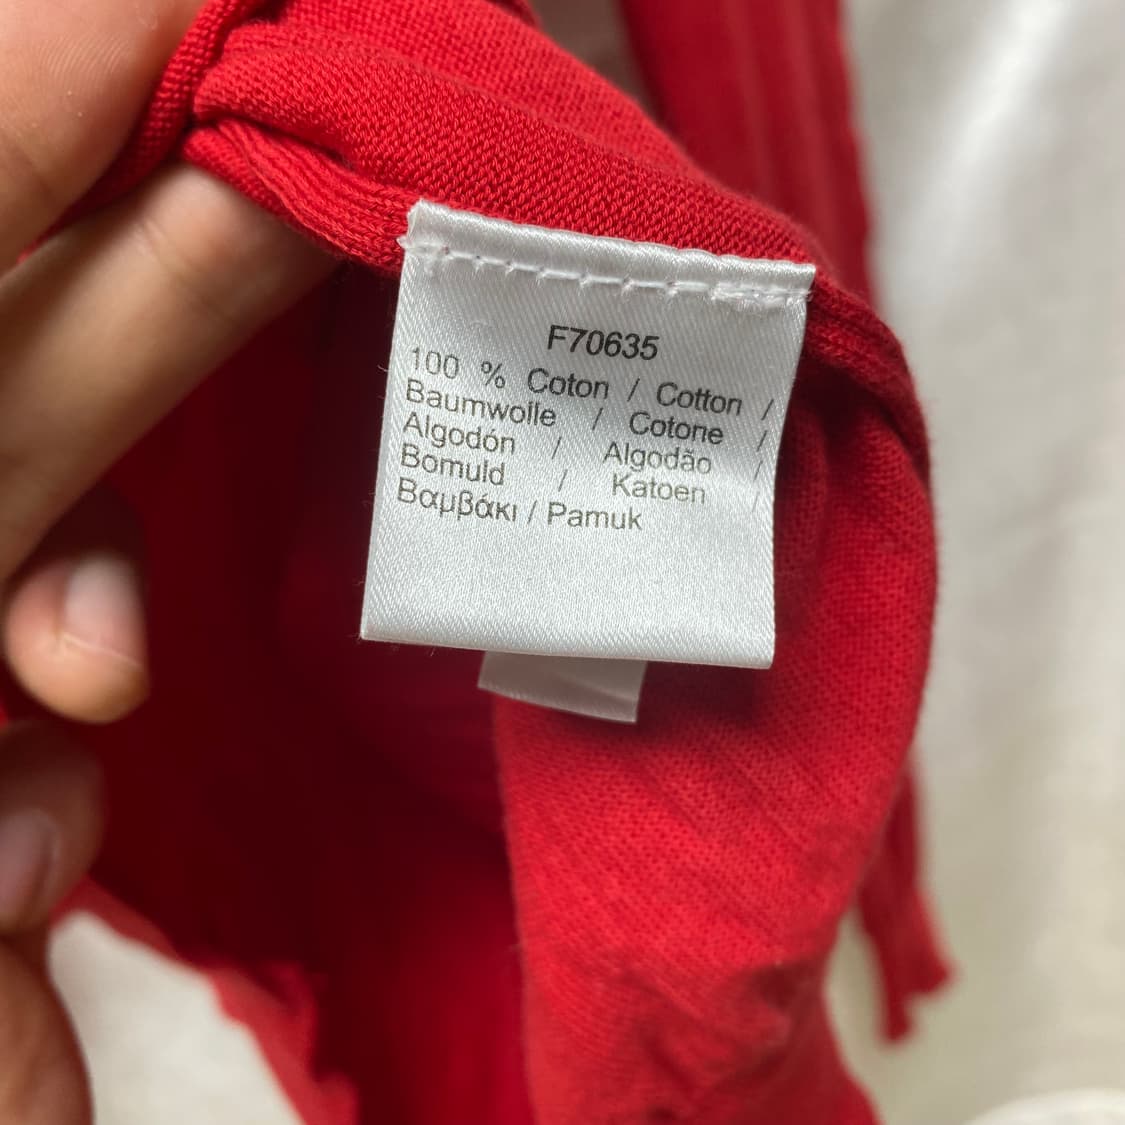 F70635
100 % Coton / Cotton /
Baumwolle / Cotone /
Algodón / Algodão /
Bomuld / Katoen /
Βαμβάκι / Pamuk